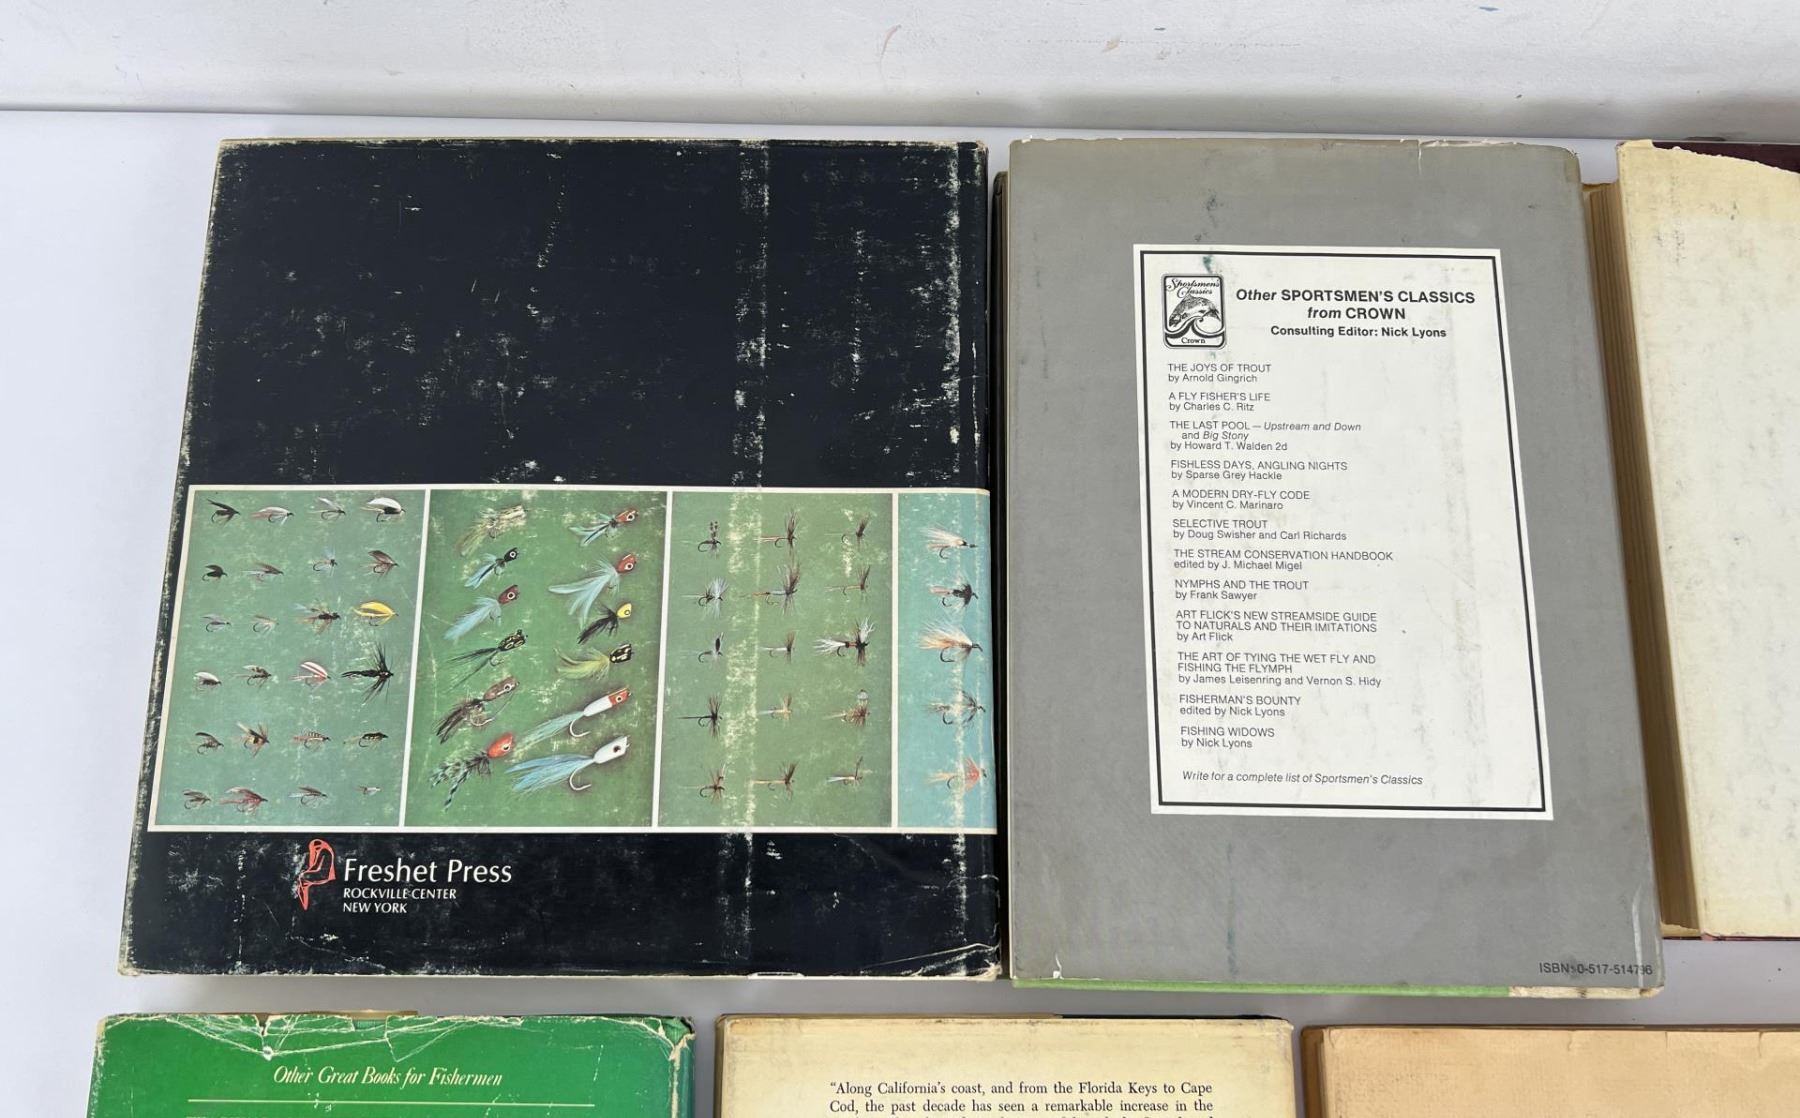 Freshet Press
ROCKVILLE CENTER
NEW YORK
Sportsmen's
Classics
Crown
Other SPORTSMEN'S CLASSICS
from CROWN
Consulting Editor: Nick Lyons
THE JOYS OF TROUT
by Arnold Gingrich
A FLY FISHER'S LIFE
by Charles C. Ritz
THE LAST POOL — Upstream and Down
and Big Stony
by Howard T. Walden 2d
FISHLESS DAYS, ANGLING NIGHTS
by Sparse Grey Hackle
A MODERN DRY-FLY CODE
by Vincent C. Marinaro
SELECTIVE TROUT
by Doug Swisher and Carl Richards
THE STREAM CONSERVATION HANDBOOK
edited by J. Michael Migel
NYMPHS AND THE TROUT
by Frank Sawyer
ART FLICK'S NEW STREAMSIDE GUIDE
TO NATURALS AND THEIR IMITATIONS
by Art Flick
THE ART OF TYING THE WET FLY AND
FISHING THE FLYMPH
by James Leisenring and Vernon S. Hidy
FISHERMAN'S BOUNTY
edited by Nick Lyons
FISHING WIDOWS
by Nick Lyons
Write for a complete list of Sportsmen's Classics
ISBN: 0-517-514796
Other Great Books for Fishermen
"Along California's coast, and from the Florida Keys to Cape
Cod, the past decade has seen a remarkable increase in the